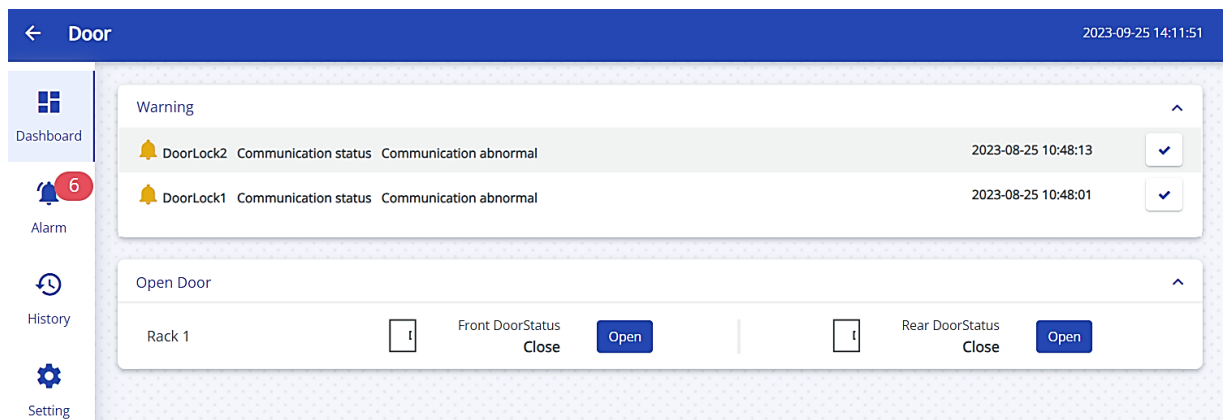 Door
2023-09-25 14:11:51
Dashboard
6
Alarm
History
Setting
Warning
DoorLock2 Communication status Communication abnormal 2023-08-25 10:48:13
DoorLock1 Communication status Communication abnormal 2023-08-25 10:48:01
Open Door
Rack 1
Front DoorStatus
Close
Open
Rear DoorStatus
Close
Open